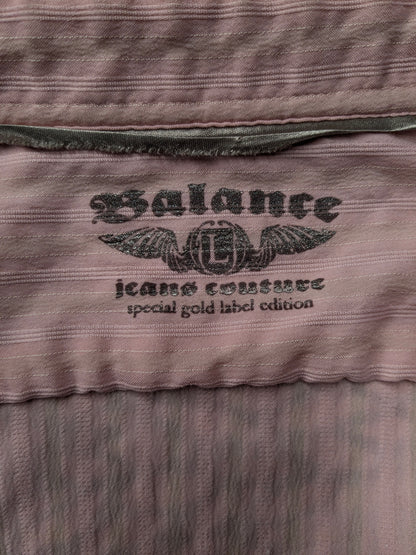 Balance
L
jeans couture
special gold label edition